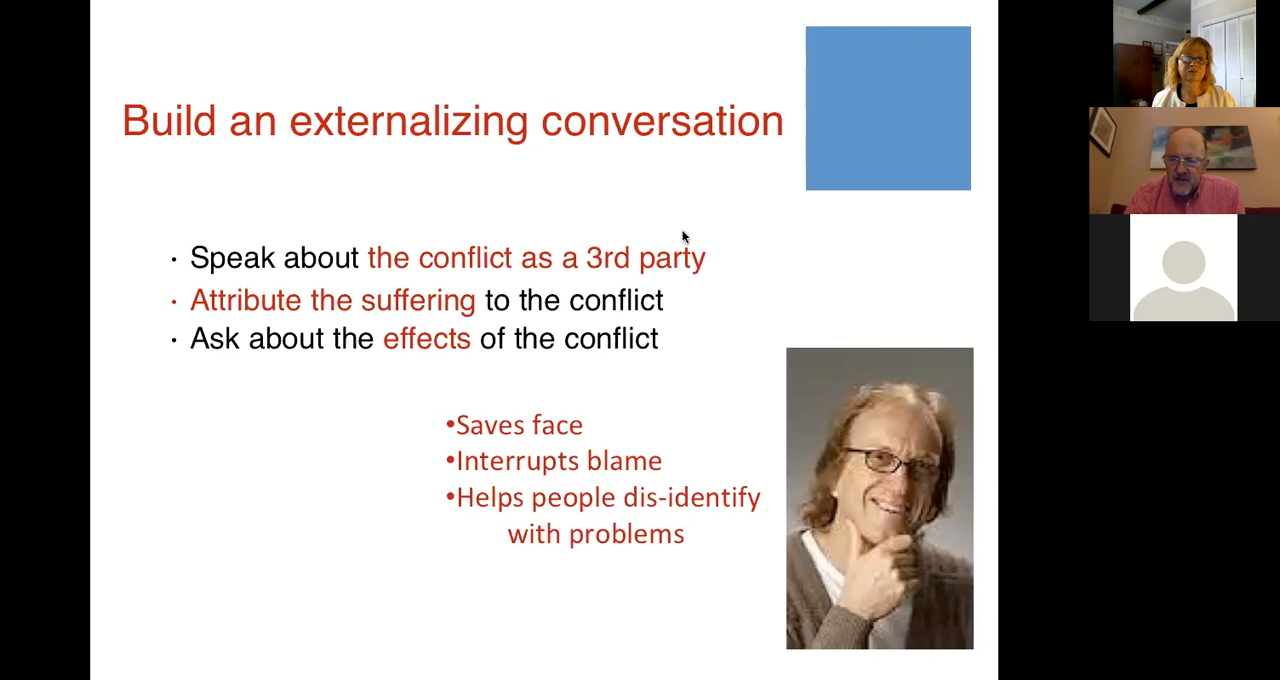 Build an externalizing conversation
· Speak about the conflict as a 3rd party
· Attribute the suffering to the conflict
· Ask about the effects of the conflict
•Saves face
•Interrupts blame
•Helps people dis-identify
with problems